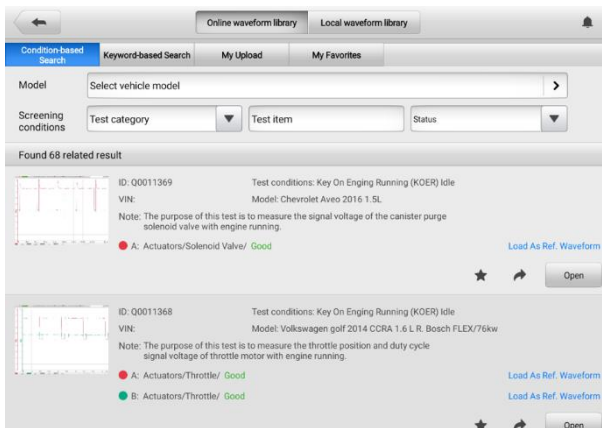 Online waveform library Local waveform library
Condition-based
Search
Keyword-based Search My Upload My Favorites
Model Select vehicle model
Screening
conditions
Test category Test item Status
Found 68 related result
ID: Q0011369 Test conditions: Key On Enging Running (KOER) Idle
VIN: Model: Chevrolet Aveo 2016 1.5L
Note: The purpose of this test is to measure the signal voltage of the canister purge
solenoid valve with engine running.
A: Actuators/Solenoid Valve/ Good Load As Ref. Waveform
Open
ID: Q0011368 Test conditions: Key On Enging Running (KOER) Idle
VIN: Model: Volkswagen golf 2014 CCRA 1.6 L R. Bosch FLEX/76kw
Note: The purpose of this test is to measure the throttle position and duty cycle
signal voltage of throttle motor with engine running.
A: Actuators/Throttle/ Good Load As Ref. Waveform
B: Actuators/Throttle/ Good Load As Ref. Waveform
Open